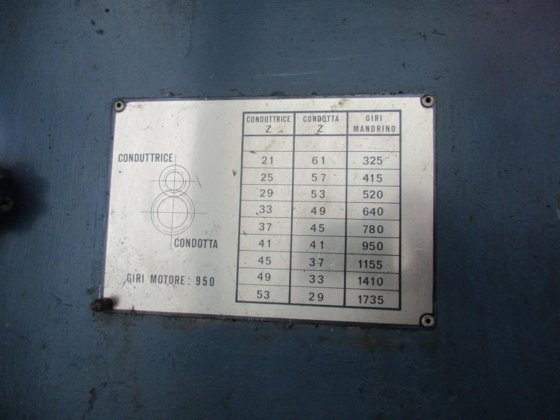 CONDUTTRICE
CONDOTTA
GIRI MOTORE: 950
CONDUTTRICE Z CONDOTTA Z GIRI MANDRINO
21 61 325
25 57 415
29 53 520
33 49 640
37 45 780
41 41 950
45 37 1155
49 33 1410
53 29 1735